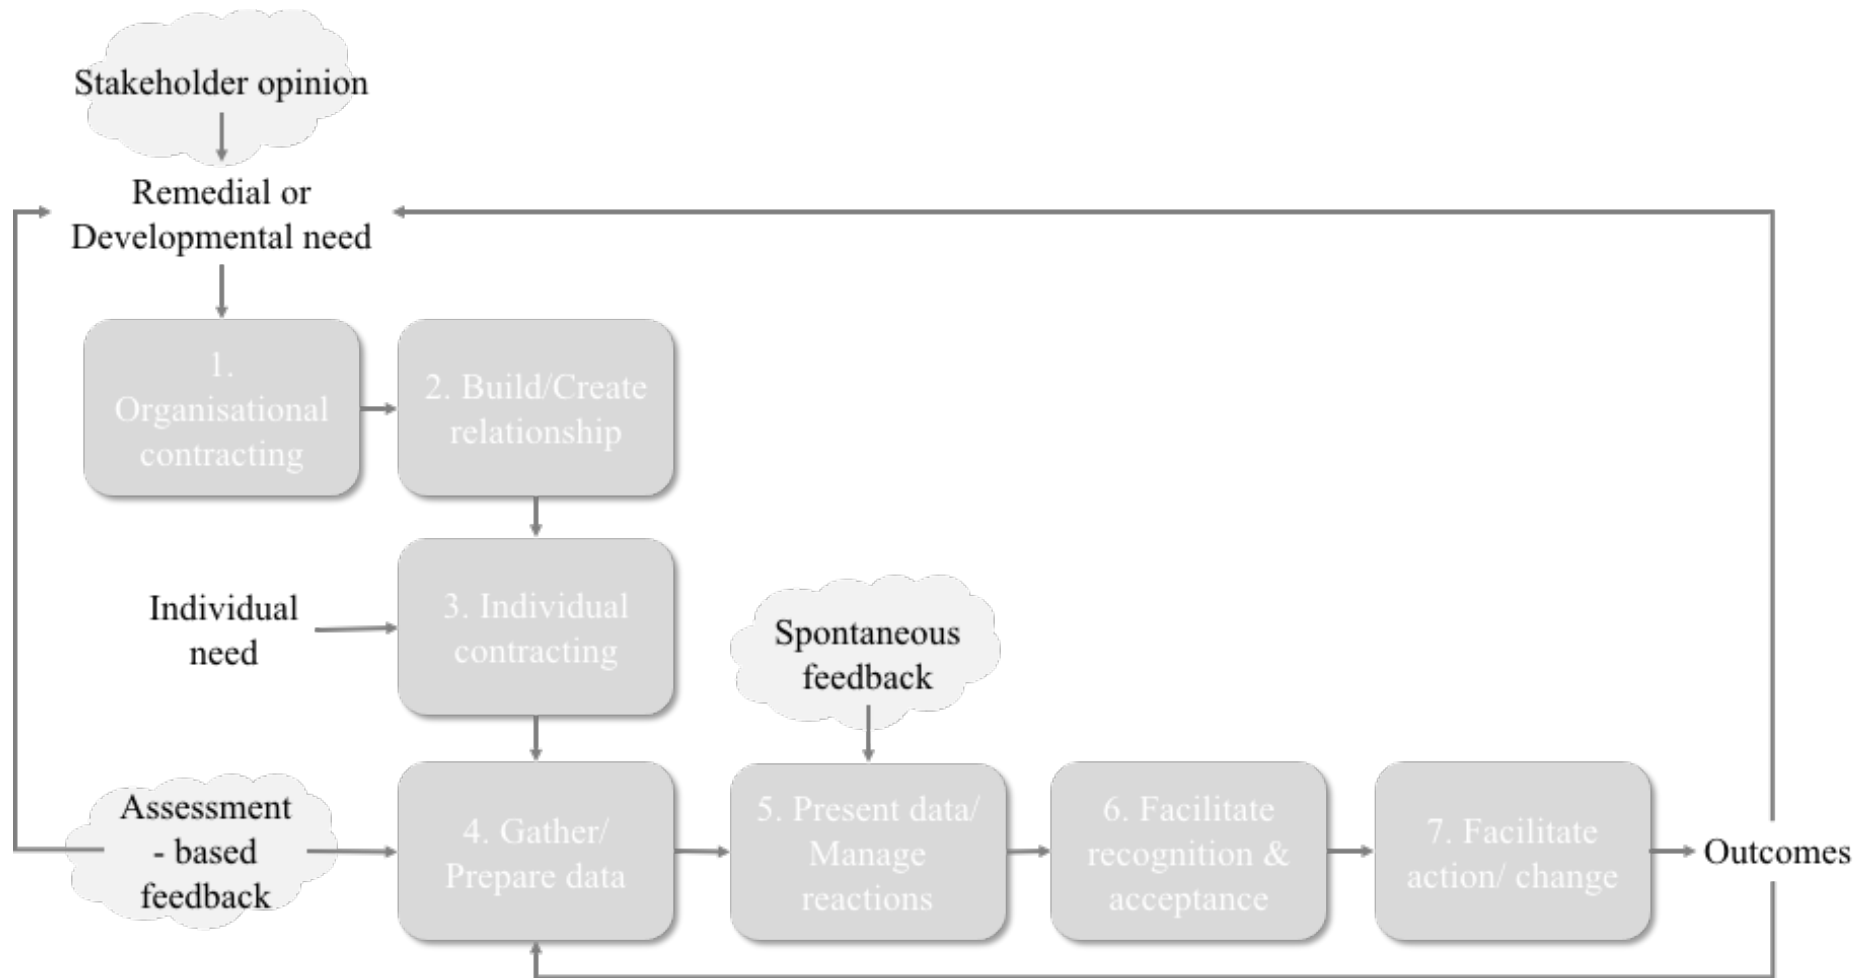 Stakeholder opinion
Remedial or
Developmental need
1.
Organisational
contracting
2. Build/Create
relationship
Individual
need
3. Individual
contracting
Spontaneous
feedback
Assessment
- based
feedback
4. Gather/
Prepare data
5. Present data/
Manage
reactions
6. Facilitate
recognition &
acceptance
7. Facilitate
action/ change
Outcomes